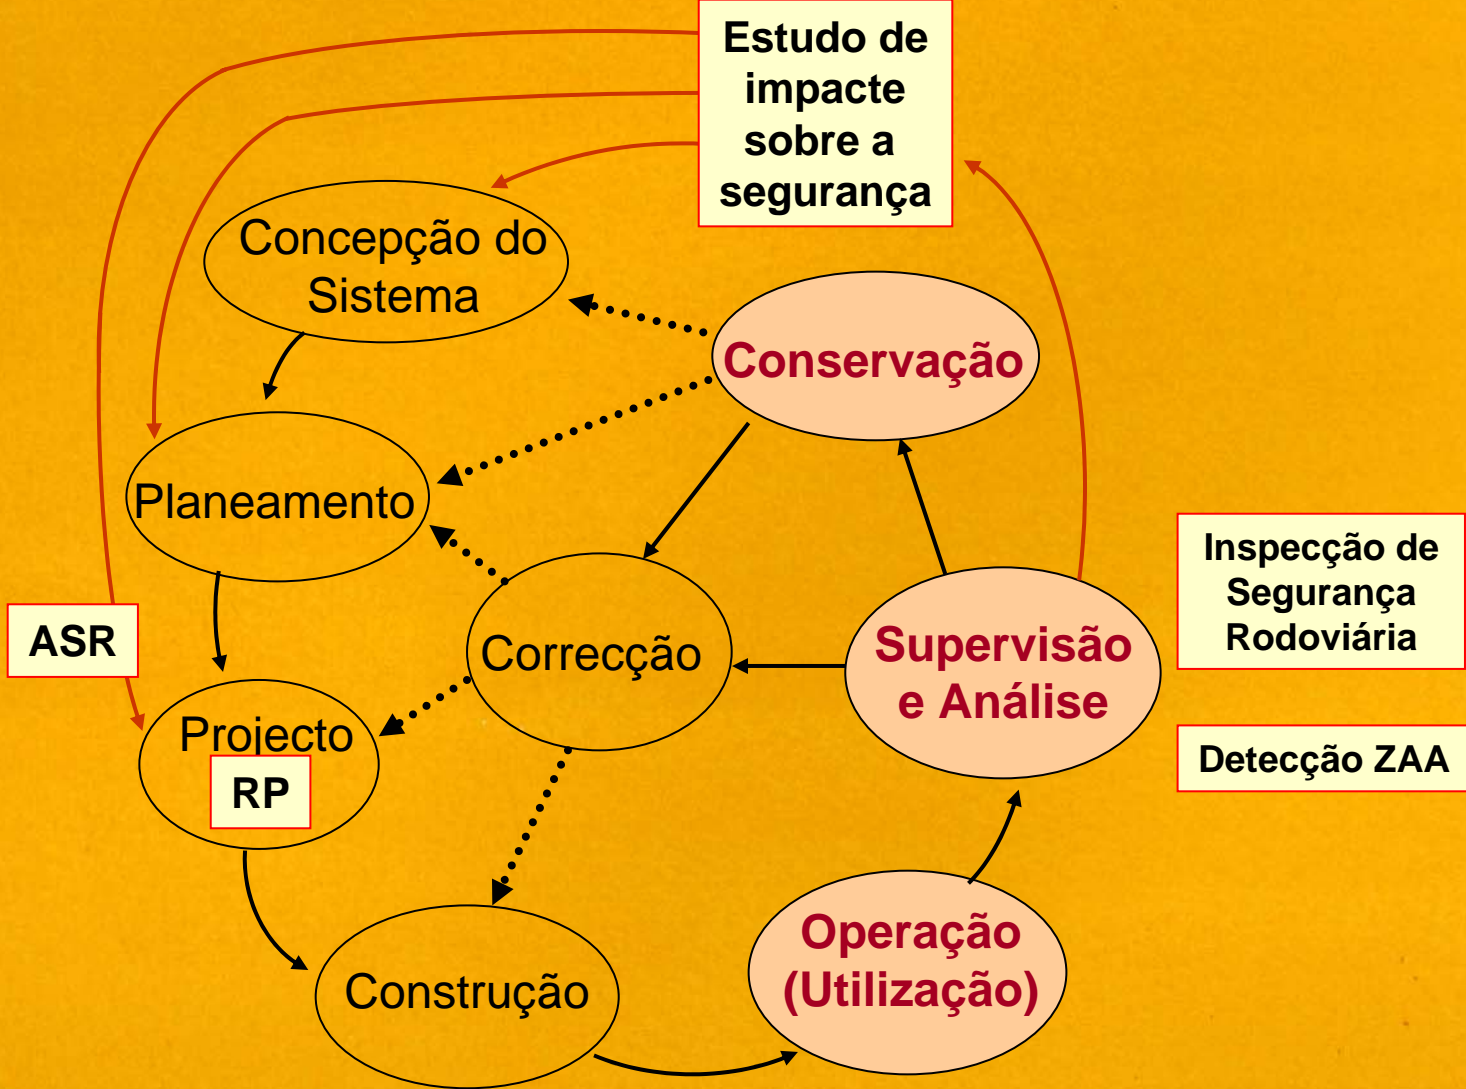 Estudo de
impacte
sobre a
segurança
Concepção do
Sistema
Conservação
Planeamento
Inspecção de
Segurança
Rodoviária
ASR
Correcção
Supervisão
e Análise
Projecto
RP
Detecção ZAA
Operação
(Utilização)
Construção